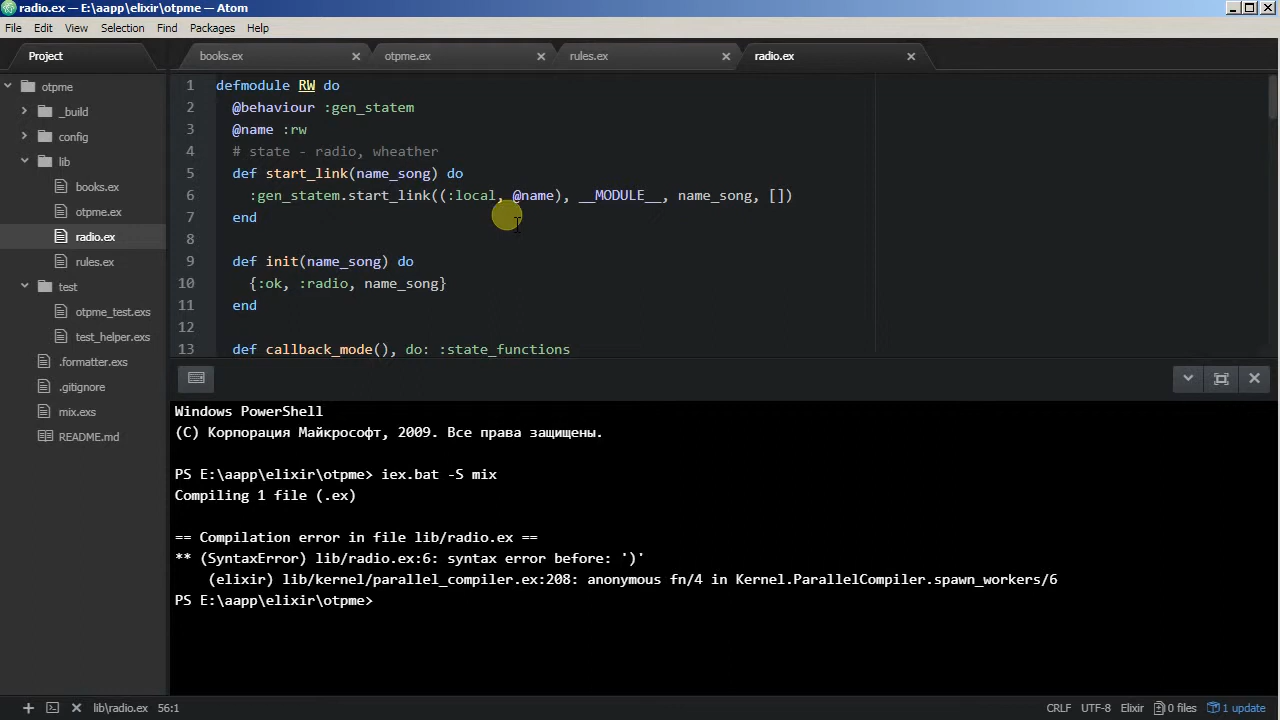 radio.ex — E:\aapp\elixir\otpme — Atom
File Edit View Selection Find Packages Help
Project
books.ex
otpme.ex
rules.ex
radio.ex
otpme
_build
config
lib
books.ex
otpme.ex
radio.ex
rules.ex
test
otpme_test.exs
test_helper.exs
.formatter.exs
.gitignore
mix.exs
README.md
1 defmodule RW do
2 @behaviour :gen_statem
3 @name :rw
4 # state - radio, wheather
5 def start_link(name_song) do
6 :gen_statem.start_link((:local, @name), __MODULE__, name_song, [])
7 end
8
9 def init(name_song) do
10 {:ok, :radio, name_song}
11 end
12
13 def callback_mode(), do: :state_functions
Windows PowerShell
(C) Корпорация Майкрософт, 2009. Все права защищены.
PS E:\aapp\elixir\otpme> iex.bat -S mix
Compiling 1 file (.ex)
== Compilation error in file lib/radio.ex ==
** (SyntaxError) lib/radio.ex:6: syntax error before: ')'
(elixir) lib/kernel/parallel_compiler.ex:208: anonymous fn/4 in Kernel.ParallelCompiler.spawn_workers/6
PS E:\aapp\elixir\otpme>
lib\radio.ex 56:1
CRLF UTF-8 Elixir 0 files 1 update